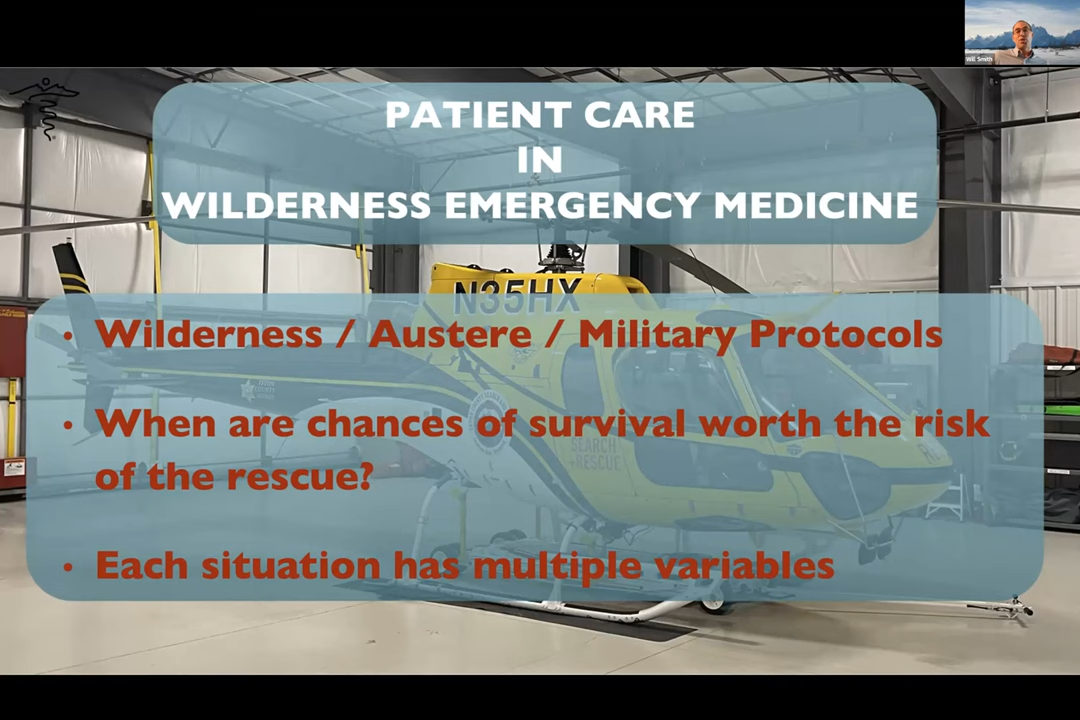 Will Smith
PATIENT CARE
IN
WILDERNESS EMERGENCY MEDICINE
N35HX
• Wilderness / Austere / Military Protocols
• When are chances of survival worth the risk
of the rescue?
SEARCH
RESCUE
• Each situation has multiple variables